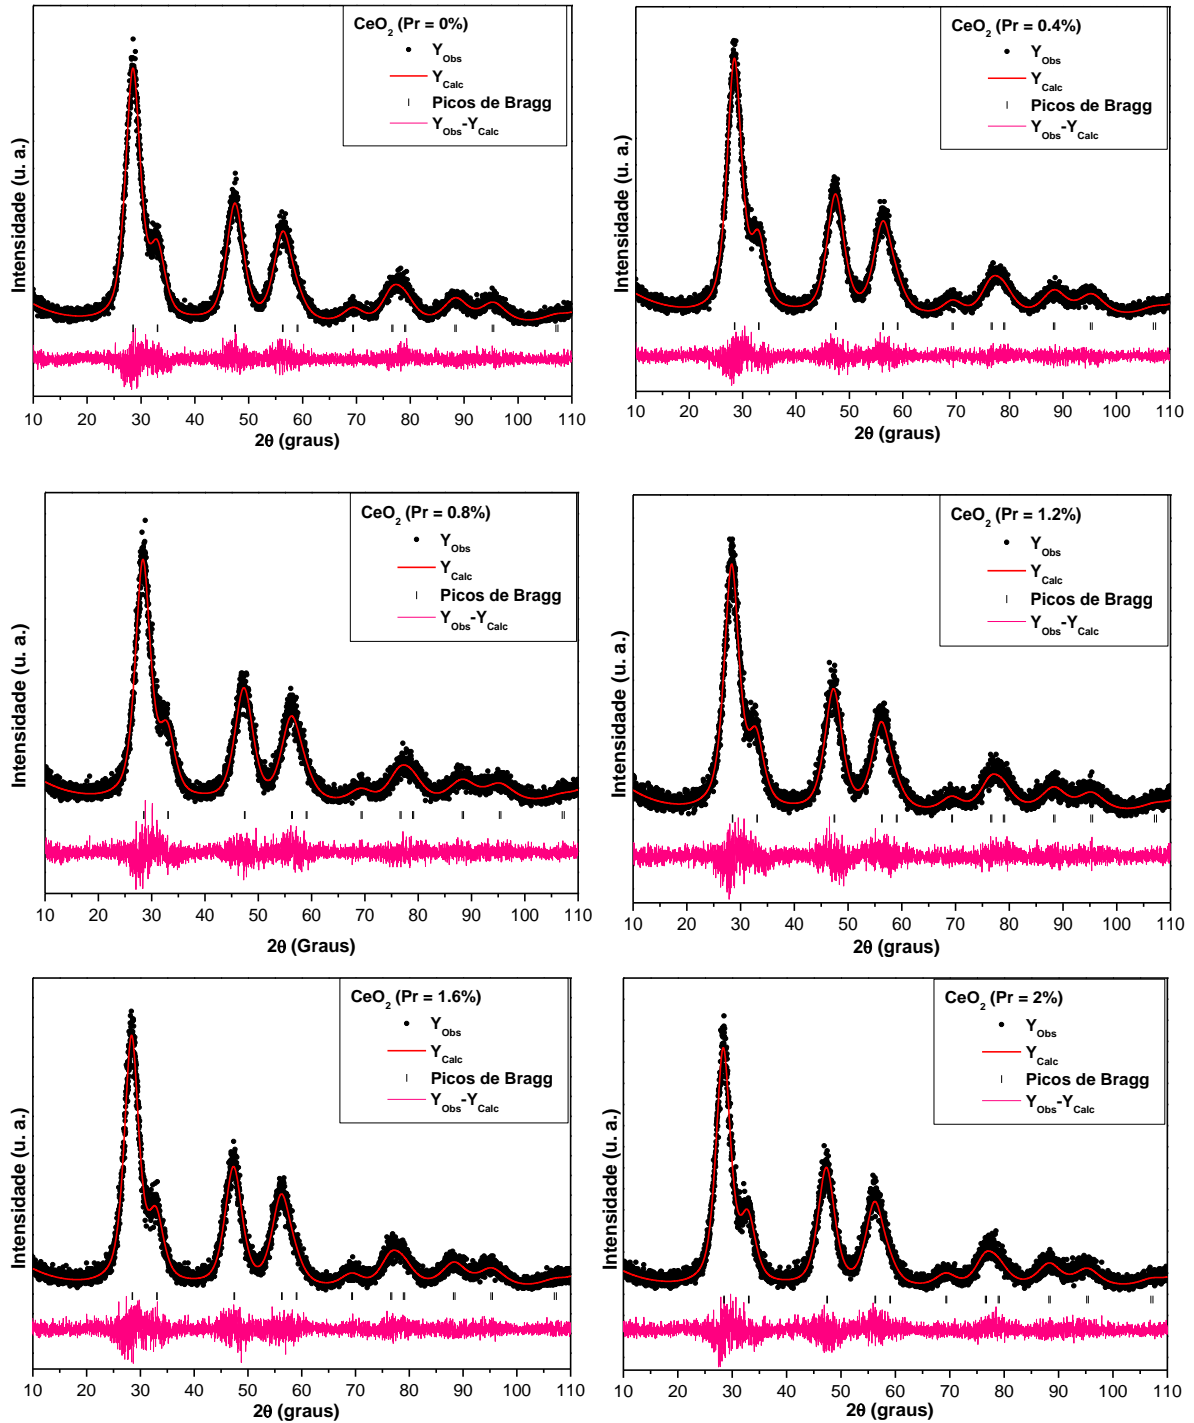 CeO2 (Pr = 0%)
YObs
YCalc
Picos de Bragg
YObs-YCalc
Intensidade (u. a.)
10 20 30 40 50 60 70 80 90 100 110
2θ (graus)
CeO2 (Pr = 0.4%)
YObs
YCalc
Picos de Bragg
YObs-YCalc
Intensidade (u. a.)
10 20 30 40 50 60 70 80 90 100 110
2θ (graus)
CeO2 (Pr = 0.8%)
YObs
YCalc
Picos de Bragg
YObs-YCalc
Intensidade (u. a.)
10 20 30 40 50 60 70 80 90 100 110
2θ (Graus)
CeO2 (Pr = 1.2%)
YObs
YCalc
Picos de Bragg
YObs-YCalc
Intensidade (u. a.)
10 20 30 40 50 60 70 80 90 100 110
2θ (graus)
CeO2 (Pr = 1.6%)
YObs
YCalc
Picos de Bragg
YObs-YCalc
Intensidade (u. a.)
10 20 30 40 50 60 70 80 90 100 110
2θ (graus)
CeO2 (Pr = 2%)
YObs
YCalc
Picos de Bragg
YObs-YCalc
Intensidade (u. a.)
10 20 30 40 50 60 70 80 90 100 110
2θ (graus)